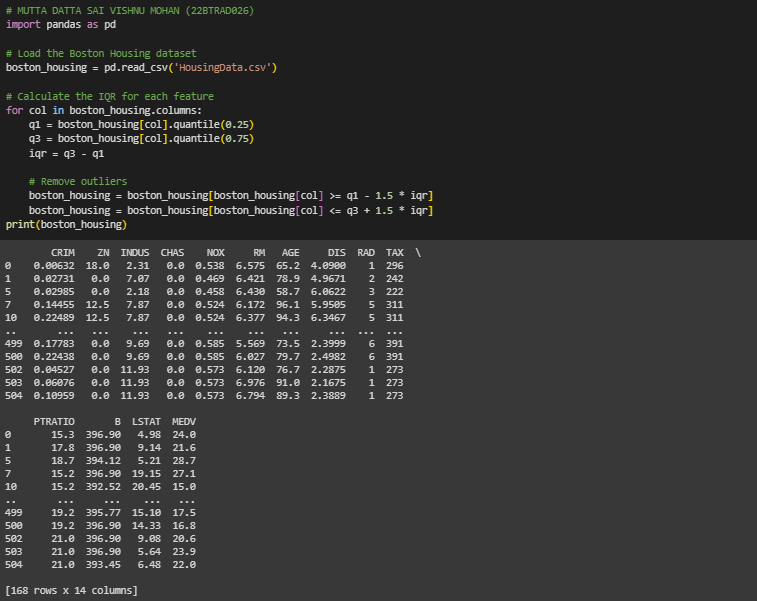 # MUTTA DATTA SAI VISHNU MOHAN (22BTRAD026)
import pandas as pd

# Load the Boston Housing dataset
boston_housing = pd.read_csv('HousingData.csv')

# Calculate the IQR for each feature
for col in boston_housing.columns:
    q1 = boston_housing[col].quantile(0.25)
    q3 = boston_housing[col].quantile(0.75)
    iqr = q3 - q1

    # Remove outliers
    boston_housing = boston_housing[boston_housing[col] >= q1 - 1.5 * iqr]
    boston_housing = boston_housing[boston_housing[col] <= q3 + 1.5 * iqr]
print(boston_housing)

        CRIM    ZN  INDUS  CHAS    NOX     RM   AGE     DIS  RAD  TAX  \
0    0.00632  18.0   2.31   0.0  0.538  6.575  65.2  4.0900    1  296
1    0.02731   0.0   7.07   0.0  0.469  6.421  78.9  4.9671    2  242
5    0.02985   0.0   2.18   0.0  0.458  6.430  58.7  6.0622    3  222
7    0.14455  12.5   7.87   0.0  0.524  6.172  96.1  5.9505    5  311
10   0.22489  12.5   7.87   0.0  0.524  6.377  94.3  6.3467    5  311
..       ...   ...    ...   ...    ...    ...   ...     ...  ...  ...
499  0.17783   0.0   9.69   0.0  0.585  5.569  73.5  2.3999    6  391
500  0.22438   0.0   9.69   0.0  0.585  6.027  79.7  2.4982    6  391
502  0.04527   0.0  11.93   0.0  0.573  6.120  76.7  2.2875    1  273
503  0.06076   0.0  11.93   0.0  0.573  6.976  91.0  2.1675    1  273
504  0.10959   0.0  11.93   0.0  0.573  6.794  89.3  2.3889    1  273

     PTRATIO       B  LSTAT  MEDV
0       15.3  396.90   4.98  24.0
1       17.8  396.90   9.14  21.6
5       18.7  394.12   5.21  28.7
7       15.2  396.90  19.15  27.1
10      15.2  392.52  20.45  15.0
..       ...     ...    ...   ...
499     19.2  395.77  15.10  17.5
500     19.2  396.90  14.33  16.8
502     21.0  396.90   9.08  20.6
503     21.0  396.90   5.64  23.9
504     21.0  393.45   6.48  22.0

[168 rows x 14 columns]